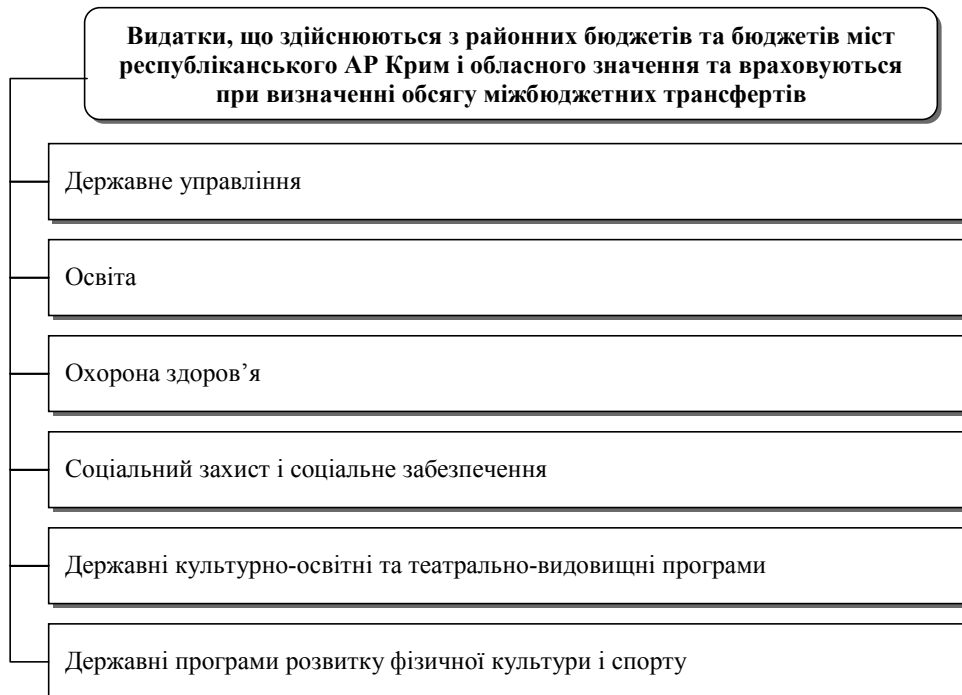 Видатки, що здійснюються з районних бюджетів та бюджетів міст
республіканського АР Крим і обласного значення та враховуються
при визначенні обсягу міжбюджетних трансфертів
Державне управління
Освіта
Охорона здоров’я
Соціальний захист і соціальне забезпечення
Державні культурно-освітні та театрально-видовищні програми
Державні програми розвитку фізичної культури і спорту